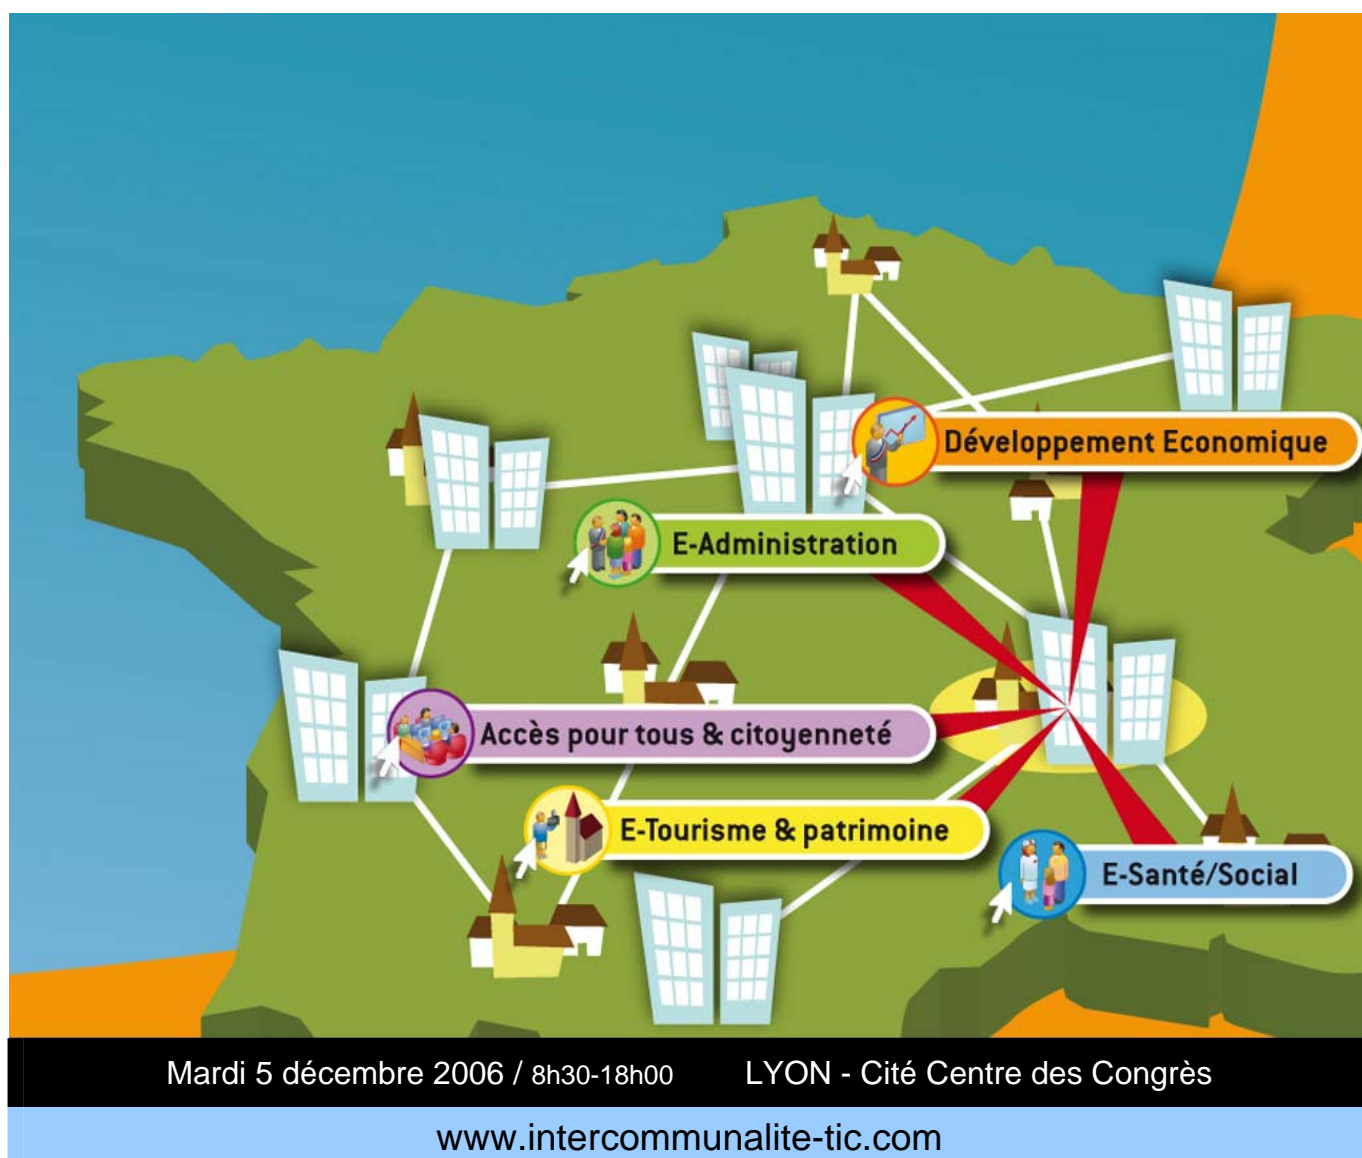 Développement Economique
E-Administration
Accès pour tous & citoyenneté
E-Tourisme & patrimoine
E-Santé/Social
Mardi 5 décembre 2006 / 8h30-18h00 LYON - Cité Centre des Congrès
www.intercommunalite-tic.com